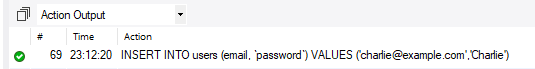 Action Output
# Time Action
69 23:12:20 INSERT INTO users (email, `password`) VALUES ('charlie@example.com','Charlie')